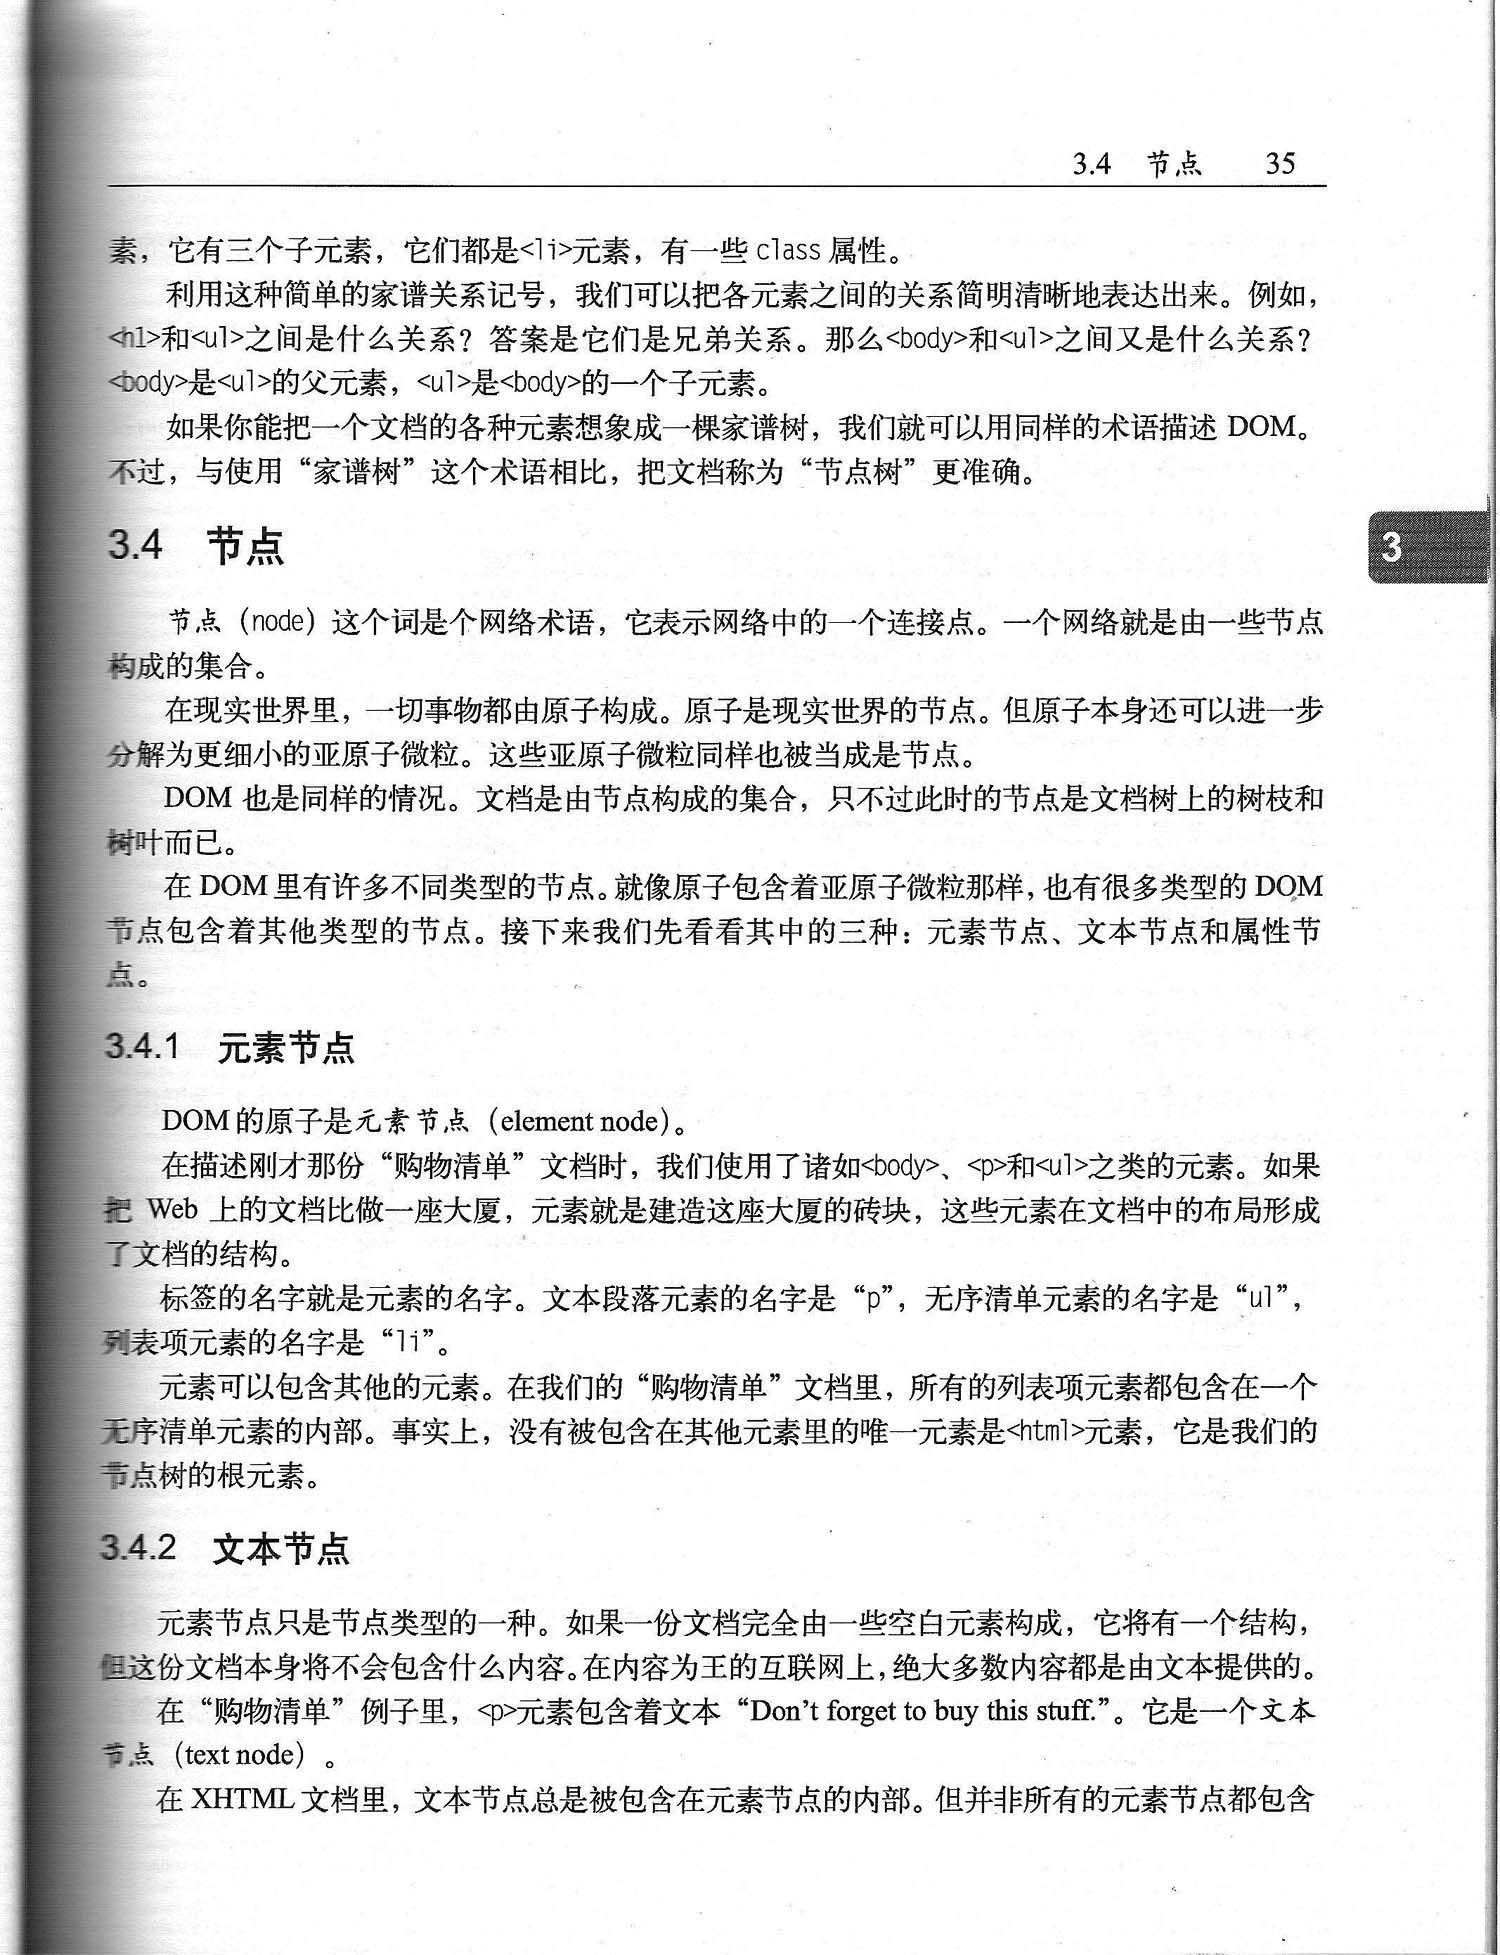 3.4 节点 35
素，它有三个子元素，它们都是<li>元素，有一些 class 属性。
利用这种简单的家谱关系记号，我们可以把各元素之间的关系简明清晰地表达出来。例如，
<h1>和<ul>之间是什么关系？答案是它们是兄弟关系。那么<body>和<ul>之间又是什么关系？
<body>是<ul>的父元素，<ul>是<body>的一个子元素。
如果你能把一个文档的各种元素想象成一棵家谱树，我们就可以用同样的术语描述 DOM。
不过，与使用“家谱树”这个术语相比，把文档称为“节点树”更准确。
3.4 节点
3
节点（node）这个词是个网络术语，它表示网络中的一个连接点。一个网络就是由一些节点
构成的集合。
在现实世界里，一切事物都由原子构成。原子是现实世界的节点。但原子本身还可以进一步
分解为更细小的亚原子微粒。这些亚原子微粒同样也被当成是节点。
DOM 也是同样的情况。文档是由节点构成的集合，只不过此时的节点是文档树上的树枝和
树叶而已。
在 DOM 里有许多不同类型的节点。就像原子包含着亚原子微粒那样，也有很多类型的 DOM
节点包含着其他类型的节点。接下来我们先看看其中的三种：元素节点、文本节点和属性节
点。
3.4.1 元素节点
DOM 的原子是元素节点（element node）。
在描述刚才那份“购物清单”文档时，我们使用了诸如<body>、<p>和<ul>之类的元素。如果
把 Web 上的文档比做一座大厦，元素就是建造这座大厦的砖块，这些元素在文档中的布局形成
了文档的结构。
标签的名字就是元素的名字。文本段落元素的名字是“p”，无序清单元素的名字是“ul”，
列表项元素的名字是“li”。
元素可以包含其他的元素。在我们的“购物清单”文档里，所有的列表项元素都包含在一个
无序清单元素的内部。事实上，没有被包含在其他元素里的唯一元素是<html>元素，它是我们的
节点树的根元素。
3.4.2 文本节点
元素节点只是节点类型的一种。如果一份文档完全由一些空白元素构成，它将有一个结构，
但这份文档本身将不会包含什么内容。在内容为王的互联网上，绝大多数内容都是由文本提供的。
在“购物清单”例子里，<p>元素包含着文本“Don't forget to buy this stuff.”。它是一个文本
节点（text node）。
在 XHTML 文档里，文本节点总是被包含在元素节点的内部。但并非所有的元素节点都包含